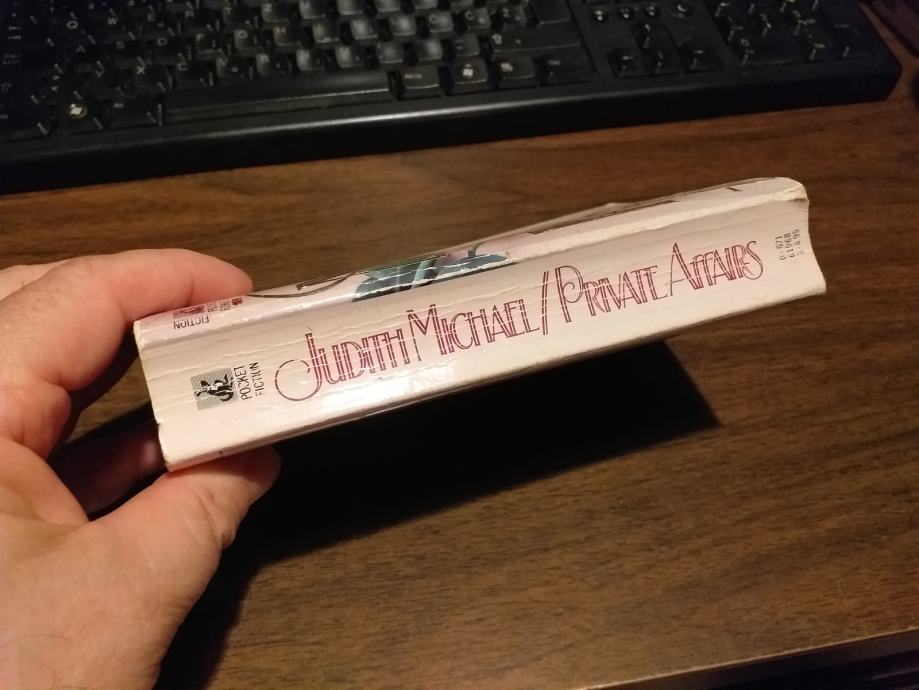 JUDITH MICHAEL / PRIVATE AFFAIRS
POCKET
FICTION
0-671
61968
$4.95
FICTION